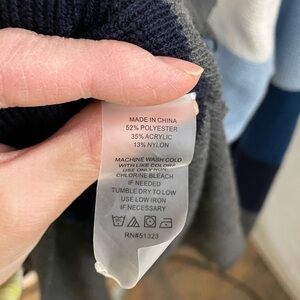 MADE IN CHINA
52% POLYESTER
35% ACRYLIC
13% NYLON
MACHINE WASH COLD
WITH LIKE COLORS
USE ONLY NON
CHLORINE BLEACH
IF NEEDED
TUMBLE DRY TO LOW
USE LOW IRON
IF NECESSARY
RN#51323